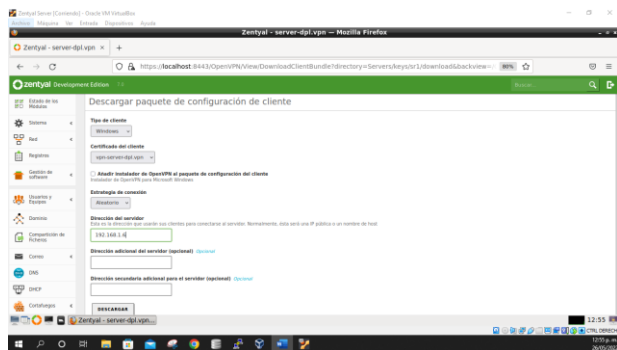 Zentyal Server [Corriendo] - Oracle VM VirtualBox
Archivo Máquina Ver Entrada Dispositivos Ayuda
Zentyal - server-dpl.vpn — Mozilla Firefox
Zentyal - server-dpl.vpn × +
https://localhost:8443/OpenVPN/View/DownloadClientBundle?directory=Servers/keys/sr1/download&backview= 80%
zentyal Development Edition Buscar...
Estado de los Módulos
Sistema
Red
Registros
Gestión de software
Usuarios y Equipos
Dominio
Compartición de Ficheros
Correo
DNS
DHCP
Cortafuegos
Descargar paquete de configuración de cliente
Tipo de cliente
Windows
Certificado del cliente
vpn-server-dpl.vpn
Añadir instalador de OpenVPN al paquete de configuración del cliente
Instalador de OpenVPN para Microsoft Windows
Estrategia de conexión
Aleatorio
Dirección del servidor
Esta es la dirección que usarán sus clientes para conectarse al servidor. Normalmente, ésta será una IP pública o un nombre de host
192.168.1.6
Dirección adicional del servidor (opcional) Opcional
Dirección secundaria adicional para el servidor (opcional) Opcional
DESCARGAR
Zentyal - server-dpl.vpn... 12:55
CTRL DERECH
12:55 p. m.
26/05/202